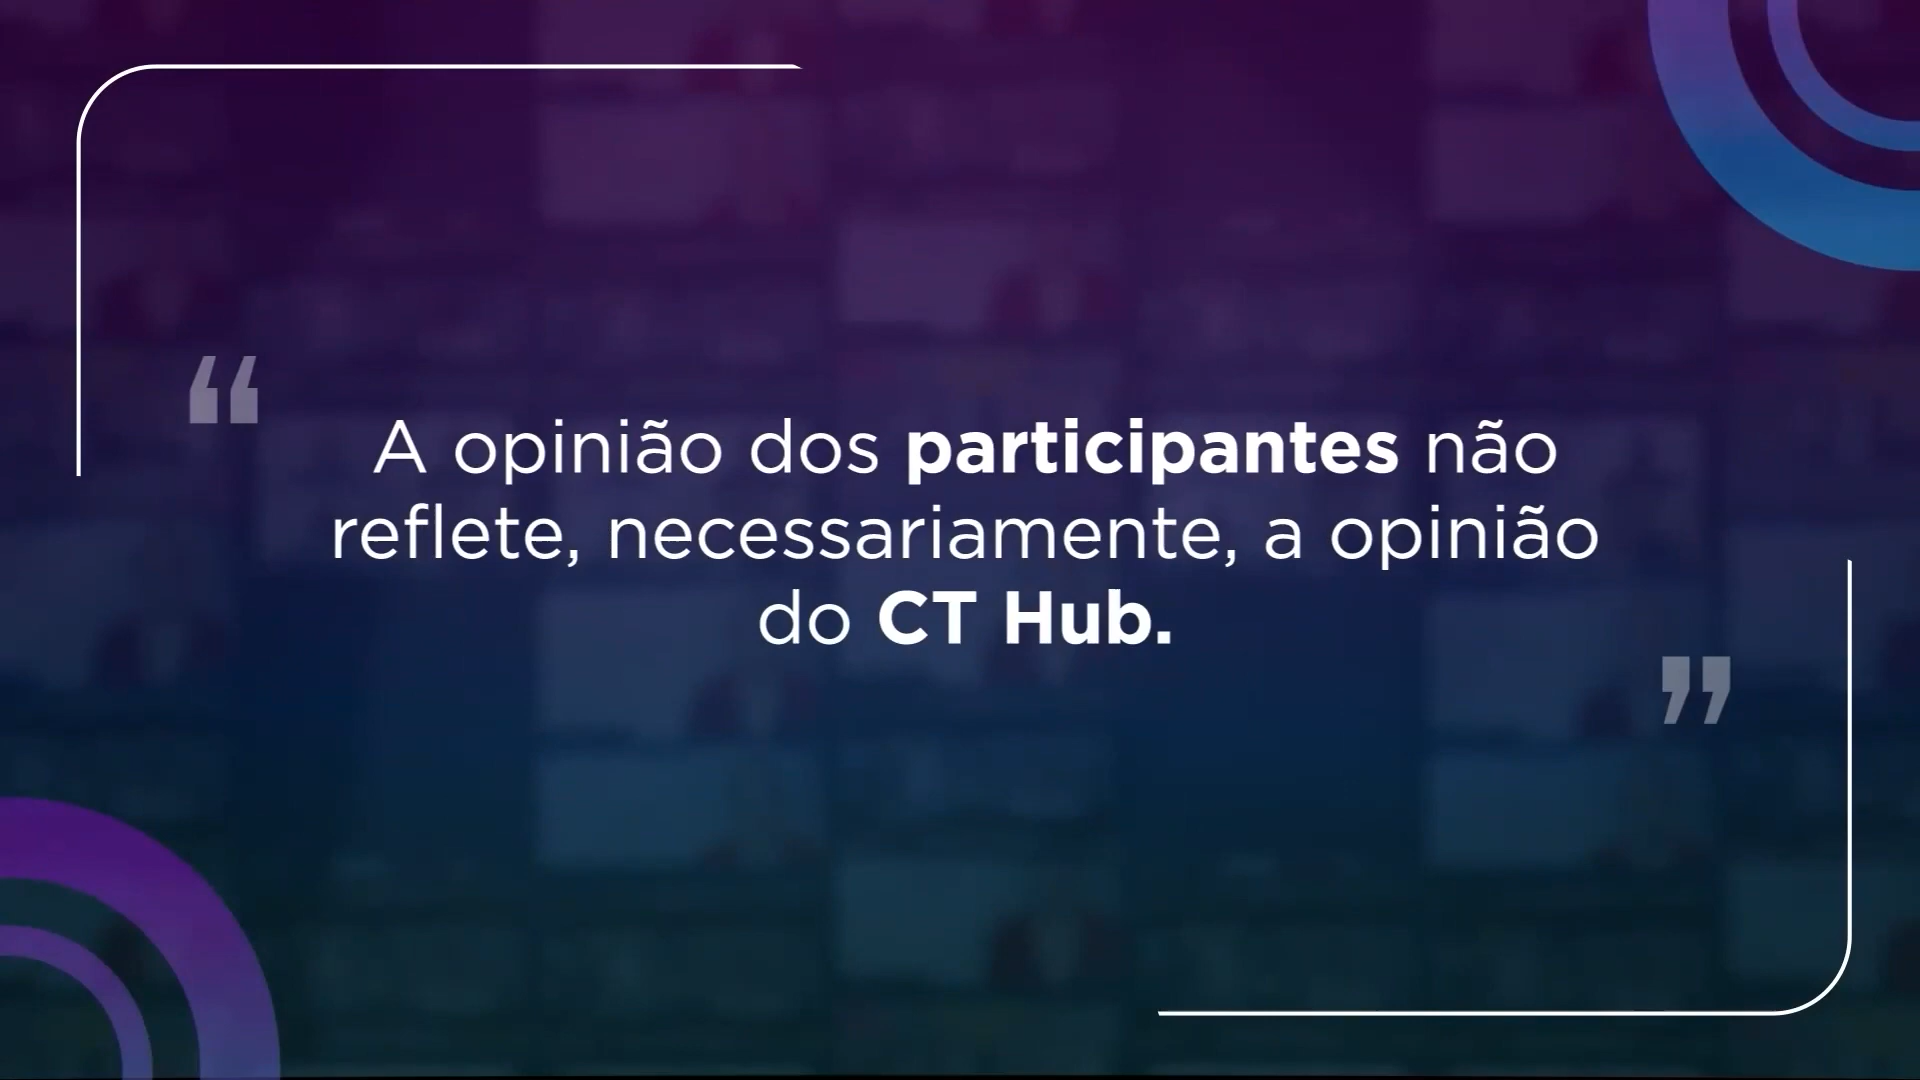 “
A opinião dos participantes não
reflete, necessariamente, a opinião
do CT Hub.
”